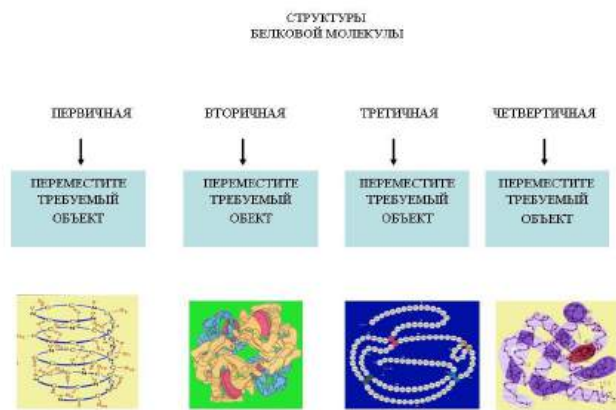 СТРУКТУРЫ
БЕЛКОВОЙ МОЛЕКУЛЫ
ПЕРВИЧНАЯ
ВТОРИЧНАЯ
ТРЕТИЧНАЯ
ЧЕТВЕРТИЧНАЯ
ПЕРЕМЕСТИТЕ
ТРЕБУЕМЫЙ
ОБЪЕКТ
ПЕРЕМЕСТИТЕ
ТРЕБУЕМЫЙ
ОБЕКТ
ПЕРЕМЕСТИТЕ
ТРЕБУЕМЫЙ
ОБЪЕКТ
ПЕРЕМЕСТИТЕ
ТРЕБУЕМЫЙ
ОБЪЕКТ